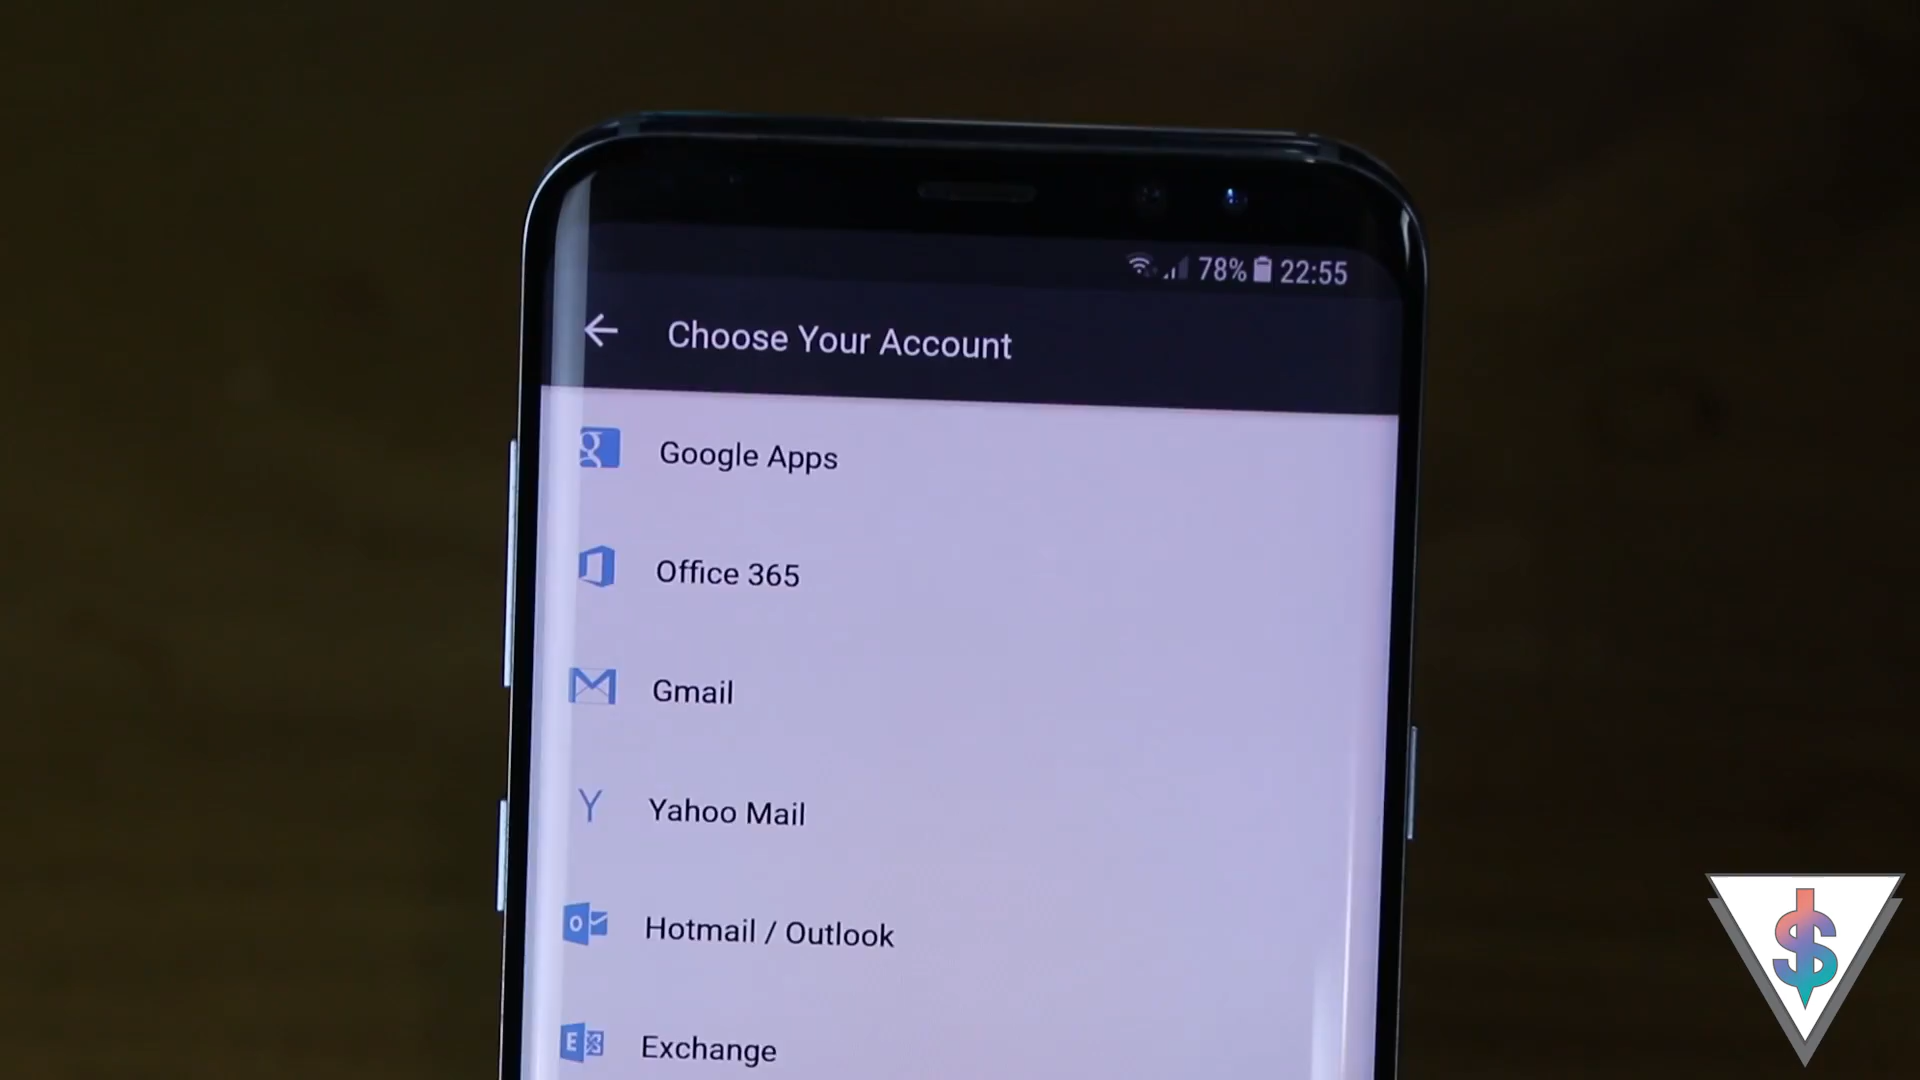 78% 22:55
Choose Your Account
Google Apps
Office 365
Gmail
Yahoo Mail
Hotmail / Outlook
Exchange